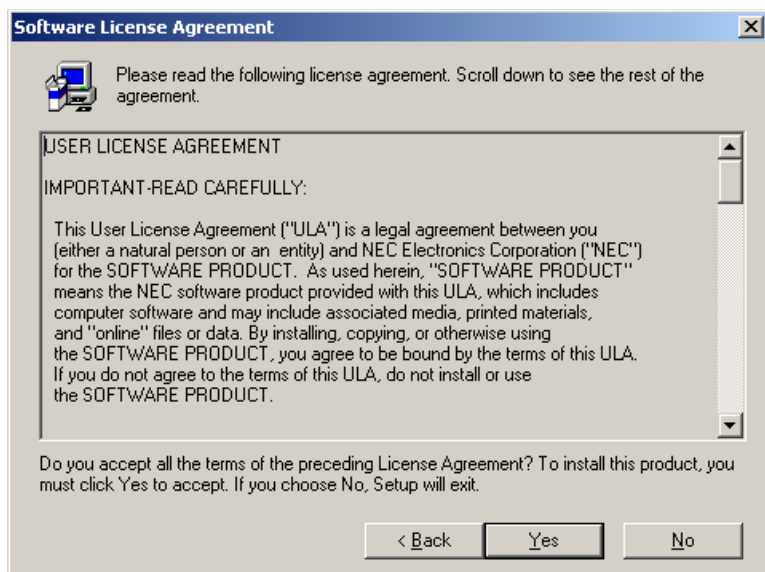 Software License Agreement
Please read the following license agreement. Scroll down to see the rest of the
agreement.
USER LICENSE AGREEMENT
IMPORTANT-READ CAREFULLY:
This User License Agreement ("ULA") is a legal agreement between you
(either a natural person or an  entity) and NEC Electronics Corporation ("NEC")
for the SOFTWARE PRODUCT.  As used herein, "SOFTWARE PRODUCT"
means the NEC software product provided with this ULA, which includes
computer software and may include associated media, printed materials,
and "online" files or data. By installing, copying, or otherwise using
the SOFTWARE PRODUCT, you agree to be bound by the terms of this ULA.
If you do not agree to the terms of this ULA, do not install or use
the SOFTWARE PRODUCT.
Do you accept all the terms of the preceding License Agreement? To install this product, you
must click Yes to accept. If you choose No, Setup will exit.
< Back
Yes
No